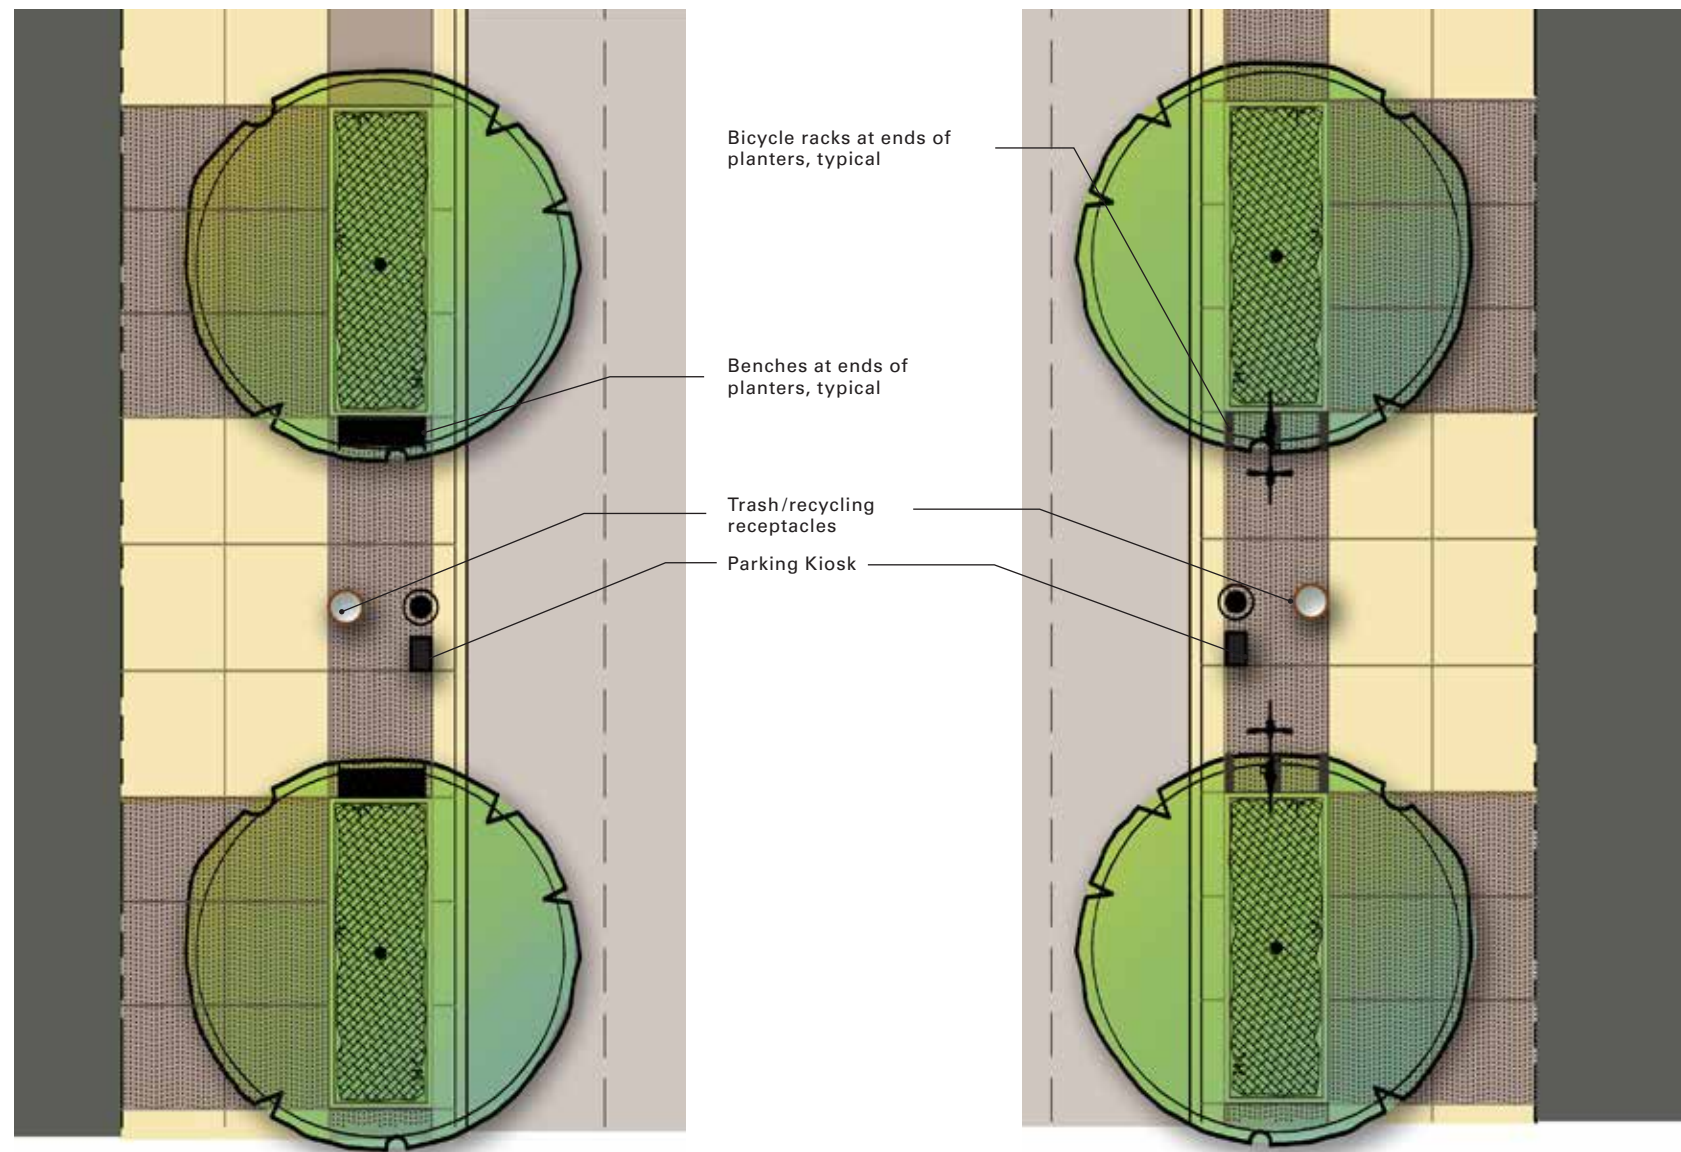 Bicycle racks at ends of
planters, typical
Benches at ends of
planters, typical
Trash/recycling
receptacles
Parking Kiosk